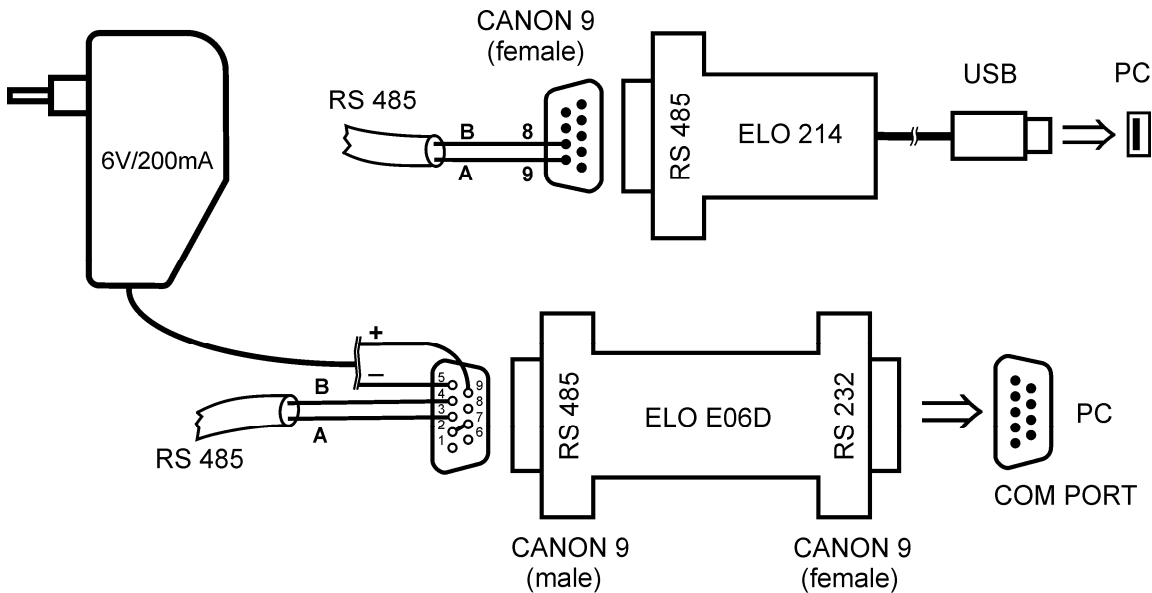 CANON 9
(female)
RS 485
B
8
A
9
RS 485
ELO 214
USB
PC
6V/200mA
+
–
B
A
RS 485
5
4
3
2
1
9
8
7
6
RS 485
ELO E06D
RS 232
PC
COM PORT
CANON 9
(male)
CANON 9
(female)